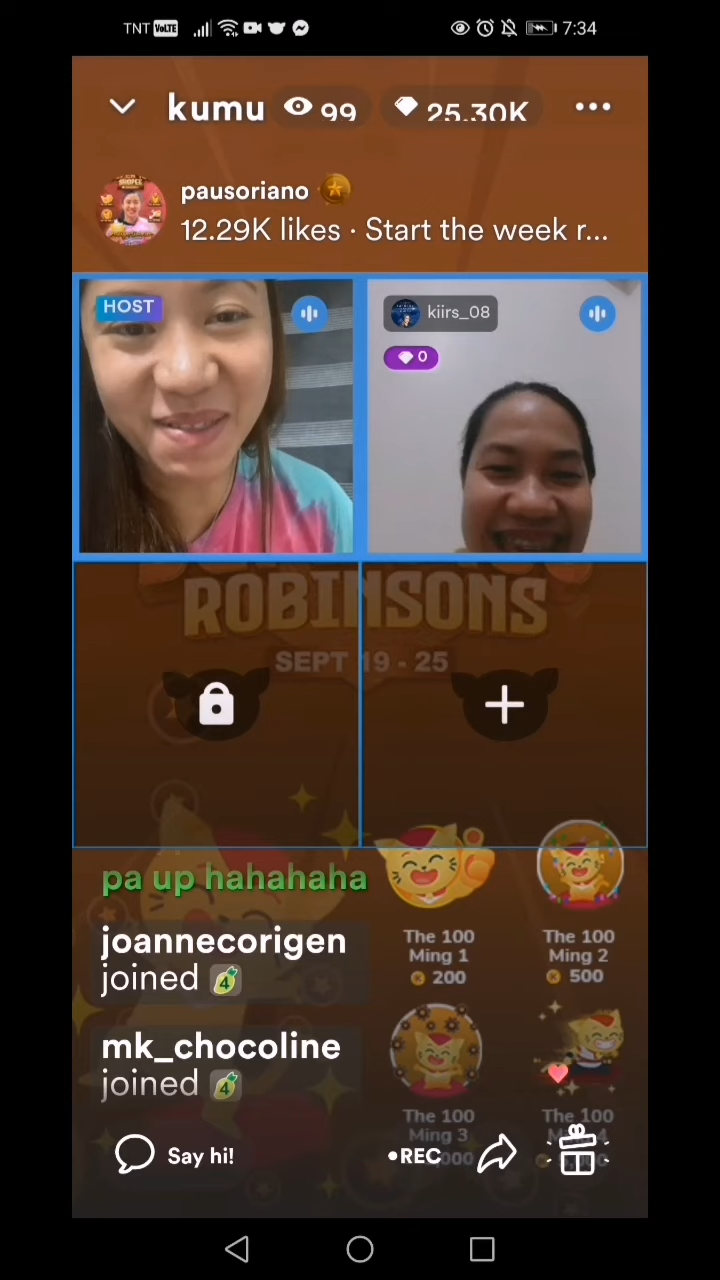 TNT VoLTE 7:34
kumu 99 25.30K
pausoriano
12.29K likes · Start the week r...
HOST
kiirs_08
0
ROBINSONS
SEPT 19 - 25
pa up hahahaha
joannecorigen
joined 4
mk_chocoline
joined 4
The 100 Ming 1
200
The 100 Ming 2
500
The 100 Ming 3
The 100
Say hi!
•REC